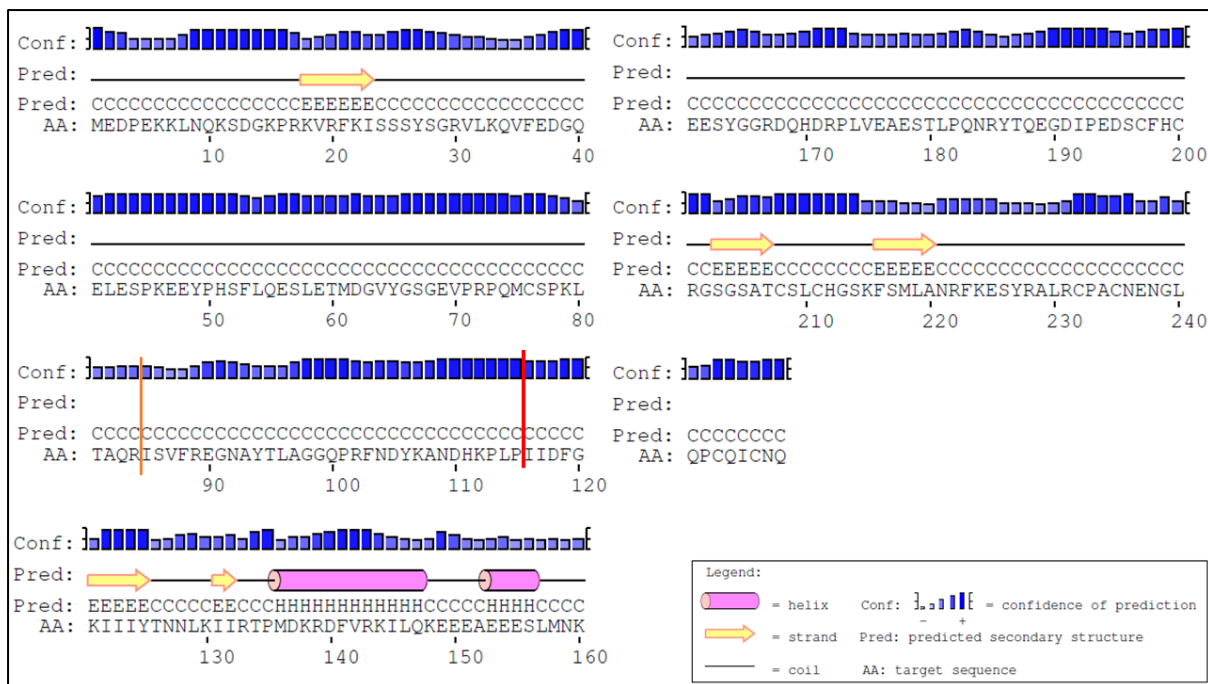 Conf:
Pred:
Pred: CCCCCCCCCCCCCCCCCEEEEEECCCCCCCCCCCCCCCCC
AA: MEDPEKKLNQKSDGKPRKVRFKISSSYSGRVLKQVFEDGQ
10 20 30 40
Conf:
Pred:
Pred: CCCCCCCCCCCCCCCCCCCCCCCCCCCCCCCCCCCCCCCC
AA: ELESPKEEYPHSFLQESLETMDGVYGSGEVPRPQMCSPKL
50 60 70 80
Conf:
Pred:
Pred: CCCCCCCCCCCCCCCCCCCCCCCCCCCCCCCCCCCCCCCC
AA: TAQRISVFREGNAYTLAGGQPRFNDYKANDHKPLPIIDFG
90 100 110 120
Conf:
Pred:
Pred: EEEEECCCCCEECCCHHHHHHHHHHHHCCCCCHHHHCCCC
AA: KIIIYTNNLKIIRTPMDKRDFVRKILQKEEEAEEESLMNK
130 140 150 160
Conf:
Pred:
Pred: CCCCCCCCCCCCCCCCCCCCCCCCCCCCCCCCCCCCCCCC
AA: EESYGGRDQHDRPLVEAESTLPQNRYTQEGDIPEDSCFHC
170 180 190 200
Conf:
Pred:
Pred: CCEEEEECCCCCCCCEEEEECCCCCCCCCCCCCCCCCCCC
AA: RGSGSATCSLCHGSKFSMLANRFKESYRALRCPACNENGL
210 220 230 240
Conf:
Pred:
Pred: CCCCCCCC
AA: QPCQICNQ
Legend:
= helix Conf: = confidence of prediction
- +
= strand Pred: predicted secondary structure
= coil AA: target sequence